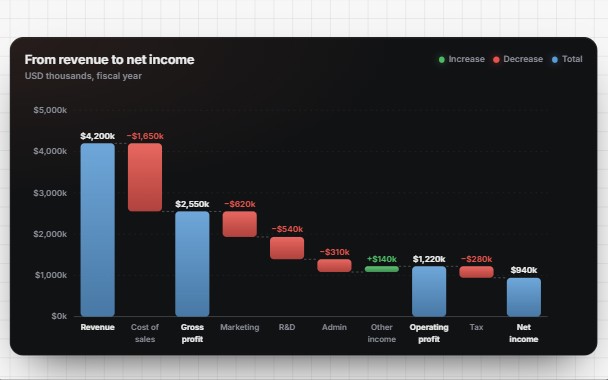 From revenue to net income
USD thousands, fiscal year
Increase Decrease Total
$5,000k
$4,000k
$3,000k
$2,000k
$1,000k
$0k
$4,200k
−$1,650k
$2,550k
−$620k
−$540k
−$310k
+$140k
$1,220k
−$280k
$940k
Revenue
Cost of
sales
Gross
profit
Marketing
R&D
Admin
Other
income
Operating
profit
Tax
Net
income